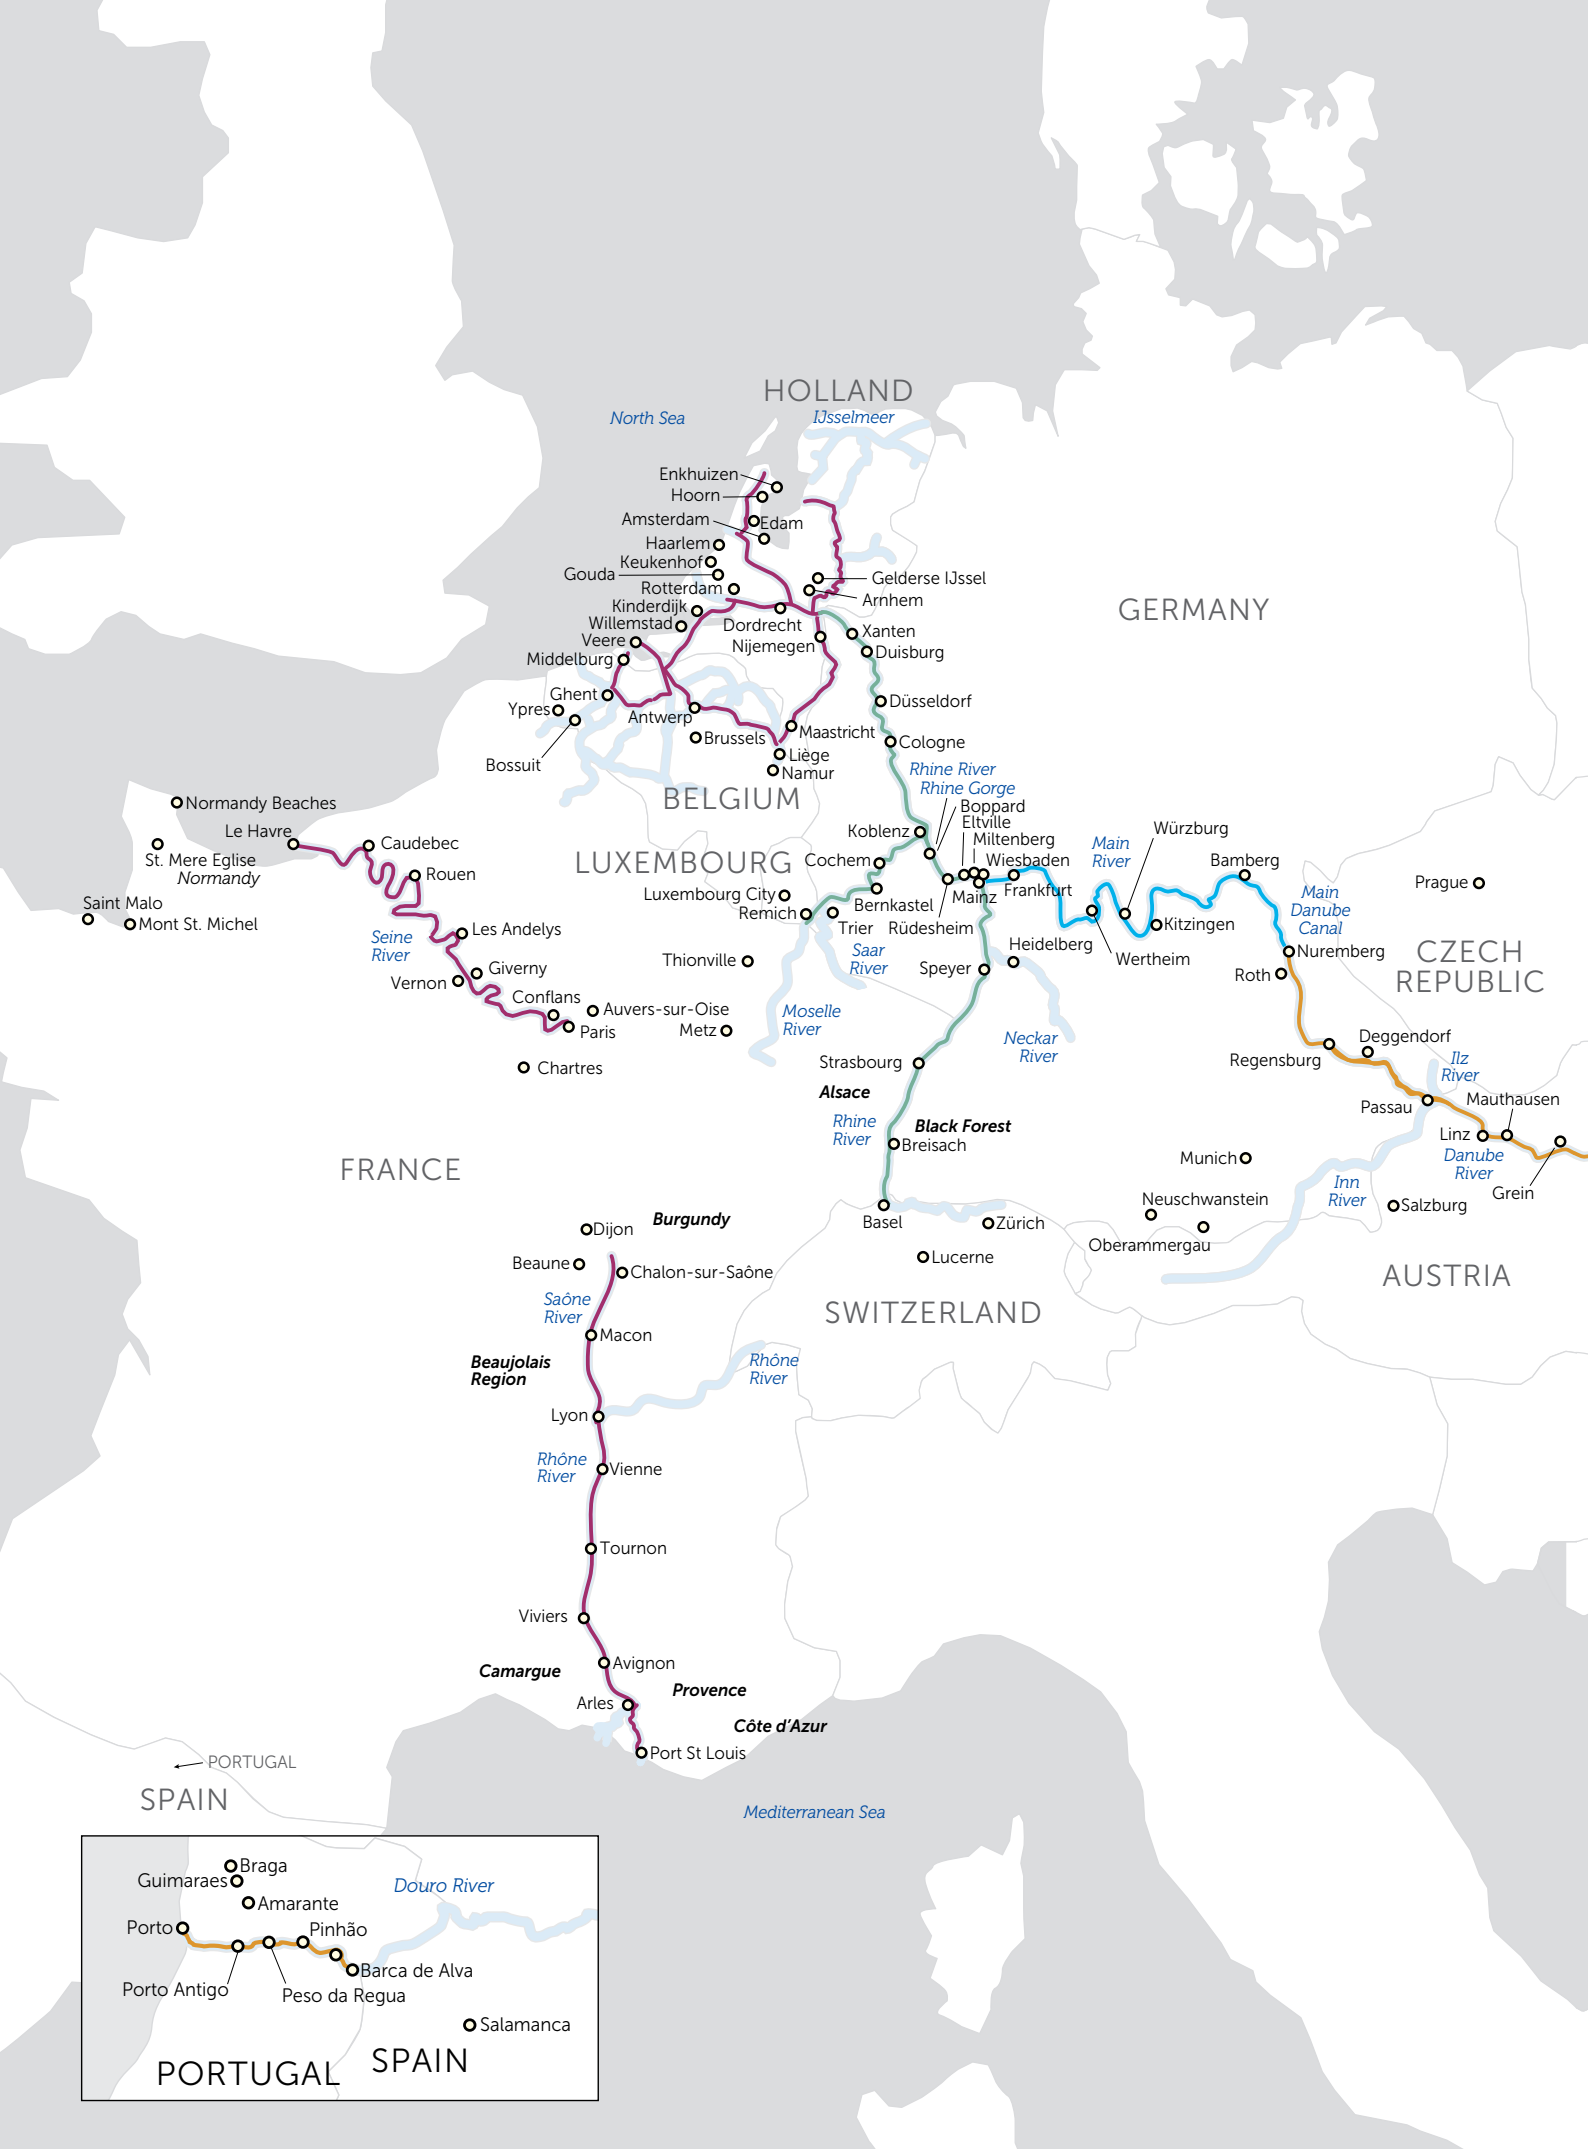 HOLLAND
North Sea
IJsselmeer
Enkhuizen
Hoorn
Amsterdam
Edam
Haarlem
Keukenhof
Gouda
Gelderse IJssel
Rotterdam
Arnhem
Kinderdijk
GERMANY
Willemstad
Dordrecht
Xanten
Veere
Nijemegen
Duisburg
Middelburg
Ghent
Ypres
Antwerp
Düsseldorf
Brussels
Maastricht
Cologne
Bossuit
Liège
Namur
Rhine River
Rhine Gorge
BELGIUM
Normandy Beaches
Boppard
Eltville
Le Havre
Koblenz
Miltenberg
Main
River
Würzburg
Caudebec
St. Mere Eglise
Normandy
LUXEMBOURG
Cochem
Wiesbaden
Bamberg
Rouen
Frankfurt
Prague
Luxembourg City
Mainz
Main
Danube
Canal
Saint Malo
Bernkastel
Remich
Mont St. Michel
Trier
Rüdesheim
Kitzingen
Les Andelys
Seine
River
Heidelberg
Nuremberg
CZECH
REPUBLIC
Saar
River
Wertheim
Thionville
Giverny
Speyer
Roth
Vernon
Conflans
Auvers-sur-Oise
Moselle
River
Paris
Metz
Neckar
River
Deggendorf
Chartres
Strasbourg
Regensburg
Ilz
River
Alsace
Mauthausen
Passau
Rhine
River
Black Forest
Linz
Breisach
Danube
River
FRANCE
Munich
Inn
River
Grein
Neuschwanstein
Salzburg
Basel
Zürich
Burgundy
Dijon
Oberammergau
Lucerne
Beaune
Chalon-sur-Saône
AUSTRIA
Saône
River
SWITZERLAND
Macon
Beaujolais
Region
Rhône
River
Lyon
Rhône
River
Vienne
Tournon
Viviers
Avignon
Camargue
Provence
Arles
Côte d’Azur
Port St Louis
PORTUGAL
SPAIN
Mediterranean Sea
Braga
Guimaraes
Douro River
Amarante
Porto
Pinhão
Barca de Alva
Porto Antigo
Peso da Regua
Salamanca
PORTUGAL
SPAIN